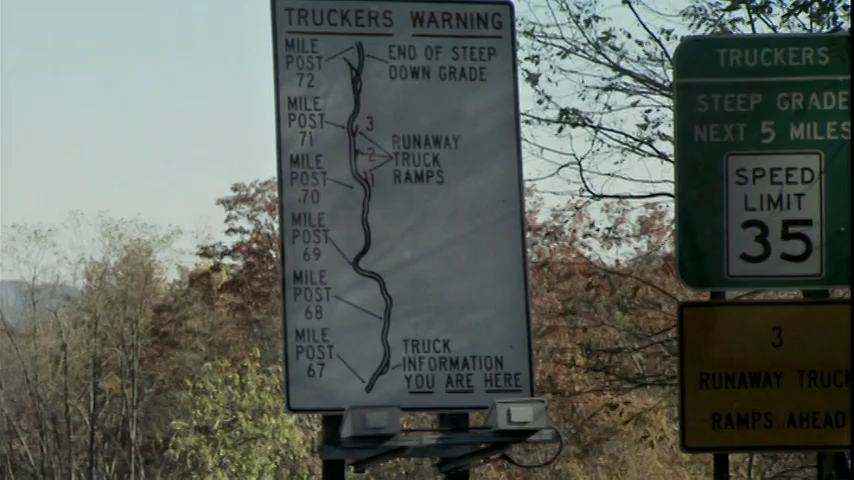 TRUCKERS WARNING
MILE
POST
72
END OF STEEP
DOWN GRADE
MILE
POST
71
3
2
1
RUNAWAY
TRUCK
RAMPS
MILE
POST
70
MILE
POST
69
MILE
POST
68
MILE
POST
67
TRUCK
INFORMATION
YOU ARE HERE
TRUCKERS
STEEP GRADE
NEXT 5 MILES
SPEED
LIMIT
35
3
RUNAWAY TRUCK
RAMPS AHEAD